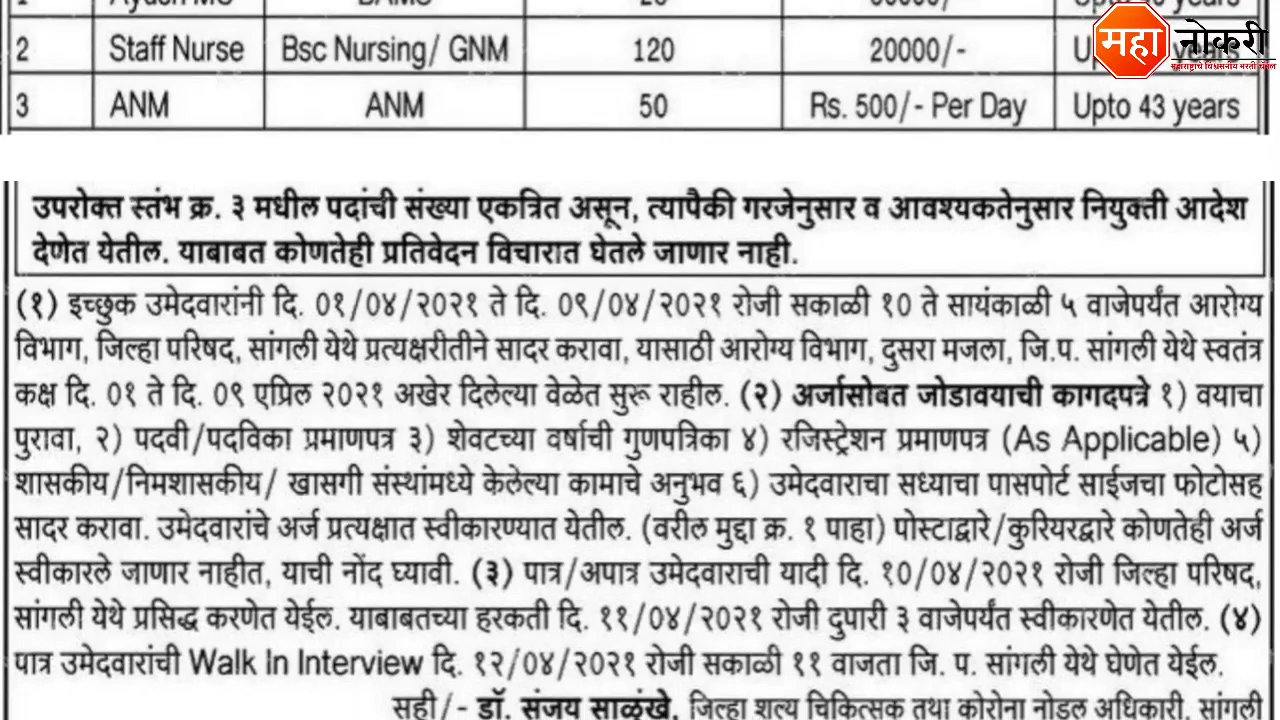 महा नोकरी
2 Staff Nurse Bsc Nursing/ GNM 120 20000/-
3 ANM ANM 50 Rs. 500/- Per Day Upto 43 years
उपरोक्त स्तंभ क्र. ३ मधील पदांची संख्या एकत्रित असून, त्यापैकी गरजेनुसार व आवश्यकतेनुसार नियुक्ती आदेश
देणेत येतील. याबाबत कोणतेही प्रतिवेदन विचारात घेतले जाणार नाही.
(१) इच्छुक उमेदवारांनी दि. ०१/०४/२०२१ ते दि. ०९/०४/२०२१ रोजी सकाळी १० ते सायंकाळी ५ वाजेपर्यंत आरोग्य
विभाग, जिल्हा परिषद, सांगली येथे प्रत्यक्षरीतीने सादर करावा, यासाठी आरोग्य विभाग, दुसरा मजला, जि.प. सांगली येथे स्वतंत्र
कक्ष दि. ०१ ते दि. ०९ एप्रिल २०२१ अखेर दिलेल्या वेळेत सुरू राहील. (२) अर्जासोबत जोडावयाची कागदपत्रे १) वयाचा
पुरावा, २) पदवी/पदविका प्रमाणपत्र ३) शेवटच्या वर्षाची गुणपत्रिका ४) रजिस्ट्रेशन प्रमाणपत्र (As Applicable) ५)
शासकीय/निमशासकीय/ खासगी संस्थांमध्ये केलेल्या कामाचे अनुभव ६) उमेदवाराचा सध्याचा पासपोर्ट साईजचा फोटोसह
सादर करावा. उमेदवारांचे अर्ज प्रत्यक्षात स्वीकारण्यात येतील. (वरील मुद्दा क्र. १ पाहा) पोस्टाद्वारे/कुरियरद्वारे कोणतेही अर्ज
स्वीकारले जाणार नाहीत, याची नोंद घ्यावी. (३) पात्र/अपात्र उमेदवाराची यादी दि. १०/०४/२०२१ रोजी जिल्हा परिषद,
सांगली येथे प्रसिद्ध करणेत येईल. याबाबतच्या हरकती दि. ११/०४/२०२१ रोजी दुपारी ३ वाजेपर्यंत स्वीकारणेत येतील. (४)
पात्र उमेदवारांची Walk In Interview दि. १२/०४/२०२१ रोजी सकाळी ११ वाजता जि. प. सांगली येथे घेणेत येईल.
सही/- डॉ. संजय साळुंखे, जिल्हा शल्य चिकित्सक तथा कोरोना नोडल अधिकारी, सांगली